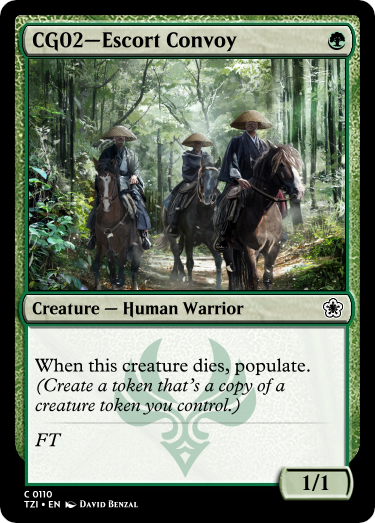 CG02—Escort Convoy
Creature — Human Warrior
When this creature dies, populate.
(Create a token that's a copy of a
creature token you control.)
FT
1/1
C 0110
TZI • EN DAVID BENZAL